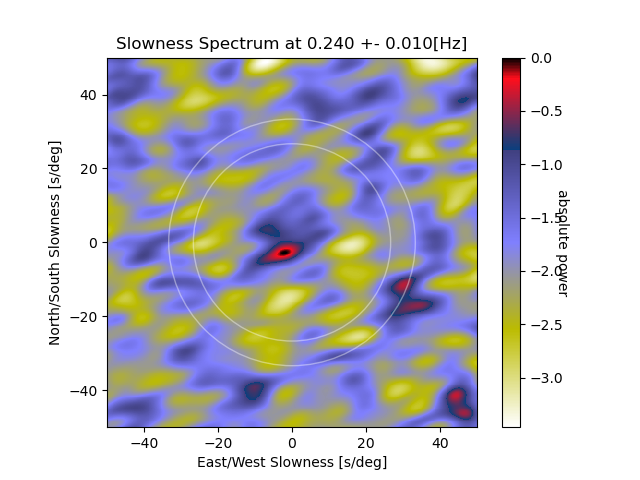 Slowness Spectrum at 0.240 +- 0.010[Hz]
North/South Slowness [s/deg]
40
20
0
−20
−40
−40 −20 0 20 40
East/West Slowness [s/deg]
0.0
−0.5
−1.0
−1.5
−2.0
−2.5
−3.0
absolute power